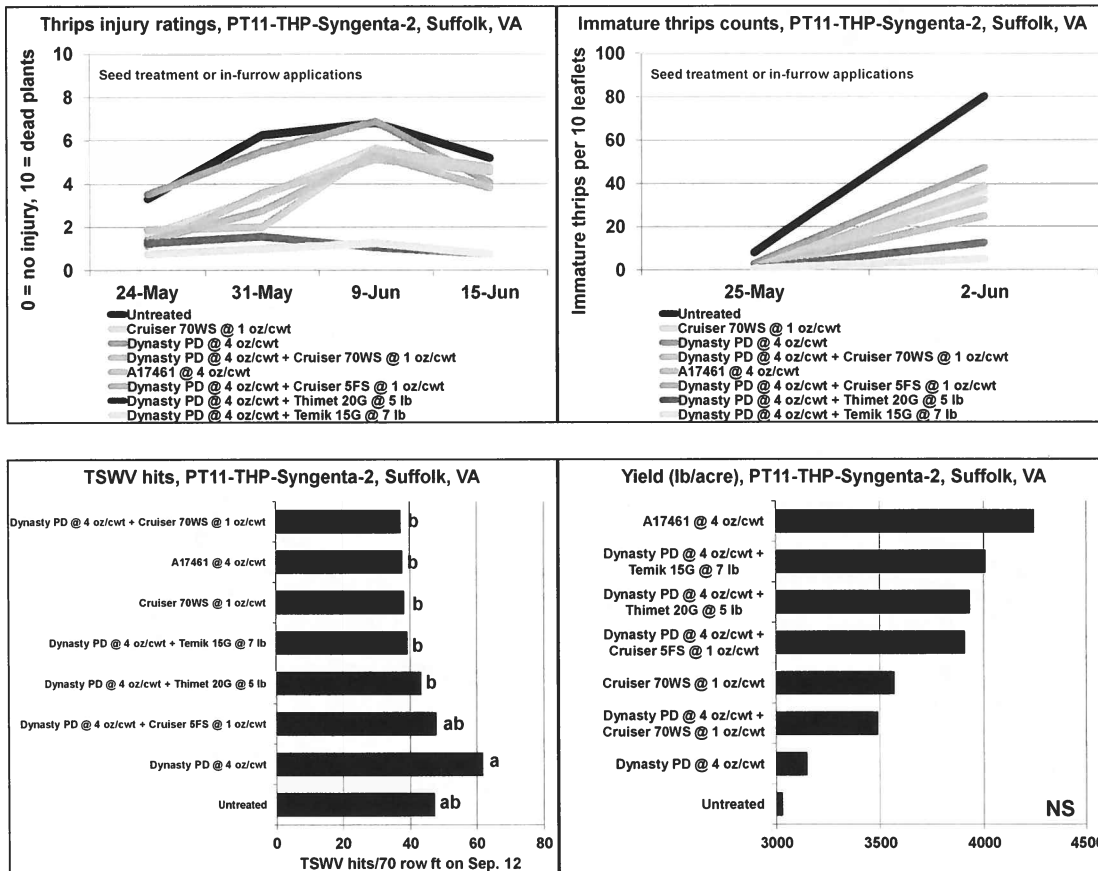 Thrips injury ratings, PT11-THP-Syngenta-2, Suffolk, VA
0 = no injury, 10 = dead plants
10
8
6
4
2
0
Seed treatment or in-furrow applications
24-May
31-May
9-Jun
15-Jun
Untreated
Cruiser 70WS @ 1 oz/cwt
Dynasty PD @ 4 oz/cwt
Dynasty PD @ 4 oz/cwt + Cruiser 70WS @ 1 oz/cwt
A17461 @ 4 oz/cwt
Dynasty PD @ 4 oz/cwt + Cruiser 5FS @ 1 oz/cwt
Dynasty PD @ 4 oz/cwt + Thimet 20G @ 5 lb
Dynasty PD @ 4 oz/cwt + Temik 15G @ 7 lb
Immature thrips counts, PT11-THP-Syngenta-2, Suffolk, VA
Immature thrips per 10 leaflets
100
80
60
40
20
0
Seed treatment or in-furrow applications
25-May
2-Jun
Untreated
Cruiser 70WS @ 1 oz/cwt
Dynasty PD @ 4 oz/cwt
Dynasty PD @ 4 oz/cwt + Cruiser 70WS @ 1 oz/cwt
A17461 @ 4 oz/cwt
Dynasty PD @ 4 oz/cwt + Cruiser 5FS @ 1 oz/cwt
Dynasty PD @ 4 oz/cwt + Thimet 20G @ 5 lb
Dynasty PD @ 4 oz/cwt + Temik 15G @ 7 lb
TSWV hits, PT11-THP-Syngenta-2, Suffolk, VA
Dynasty PD @ 4 oz/cwt + Cruiser 70WS @ 1 oz/cwt b
A17461 @ 4 oz/cwt b
Cruiser 70WS @ 1 oz/cwt b
Dynasty PD @ 4 oz/cwt + Temik 15G @ 7 lb b
Dynasty PD @ 4 oz/cwt + Thimet 20G @ 5 lb b
Dynasty PD @ 4 oz/cwt + Cruiser 5FS @ 1 oz/cwt ab
Dynasty PD @ 4 oz/cwt a
Untreated ab
0 20 40 60 80
TSWV hits/70 row ft on Sep. 12
Yield (lb/acre), PT11-THP-Syngenta-2, Suffolk, VA
A17461 @ 4 oz/cwt
Dynasty PD @ 4 oz/cwt +
Temik 15G @ 7 lb
Dynasty PD @ 4 oz/cwt +
Thimet 20G @ 5 lb
Dynasty PD @ 4 oz/cwt +
Cruiser 5FS @ 1 oz/cwt
Cruiser 70WS @ 1 oz/cwt
Dynasty PD @ 4 oz/cwt +
Cruiser 70WS @ 1 oz/cwt
Dynasty PD @ 4 oz/cwt
Untreated
NS
3000 3500 4000 4500